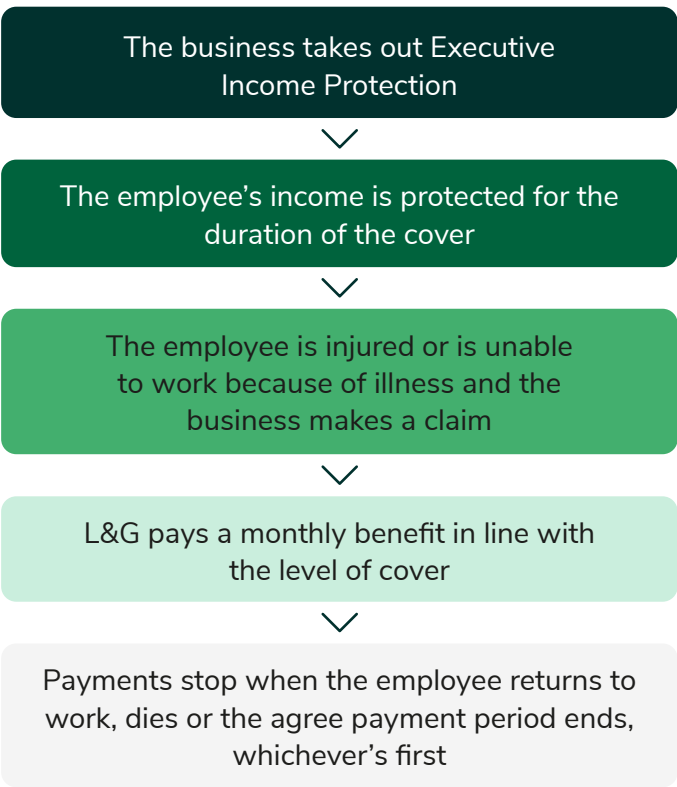 The business takes out Executive
Income Protection
The employee’s income is protected for the
duration of the cover
The employee is injured or is unable
to work because of illness and the
business makes a claim
L&G pays a monthly benefit in line with
the level of cover
Payments stop when the employee returns to
work, dies or the agree payment period ends,
whichever’s first